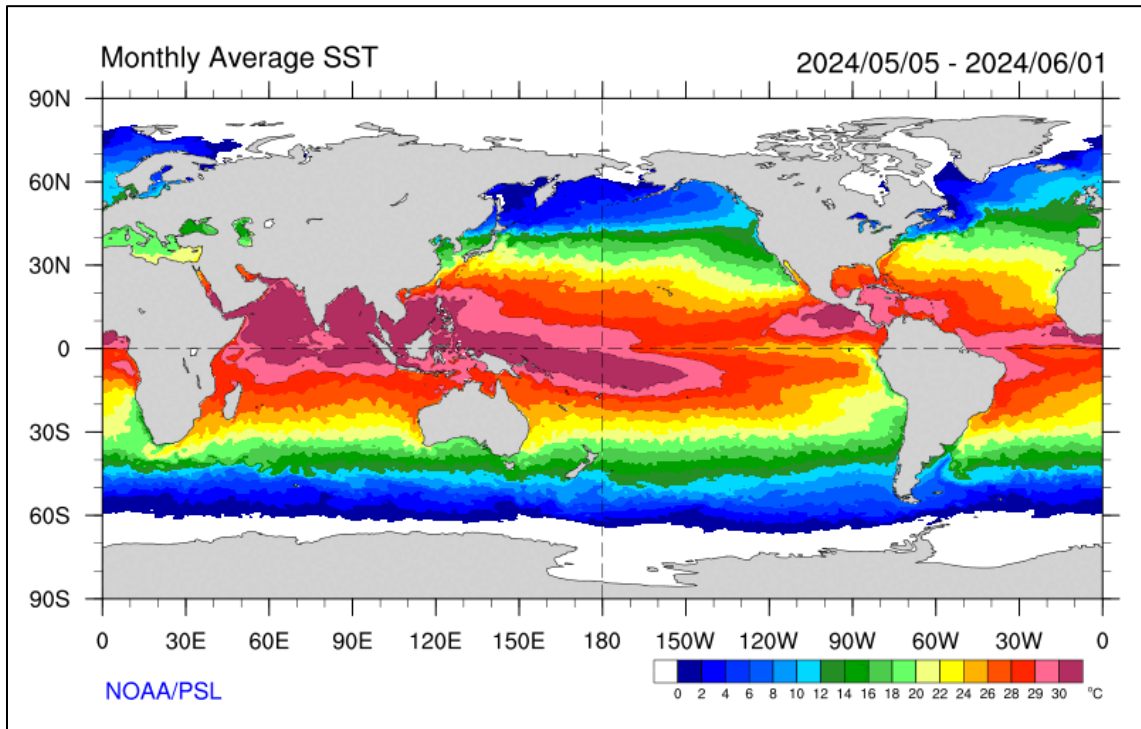 Monthly Average SST 2024/05/05 - 2024/06/01
90N
60N
30N
0
30S
60S
90S
0 30E 60E 90E 120E 150E 180 150W 120W 90W 60W 30W 0
NOAA/PSL
0 2 4 6 8 10 12 14 16 18 20 22 24 26 28 29 30 °C